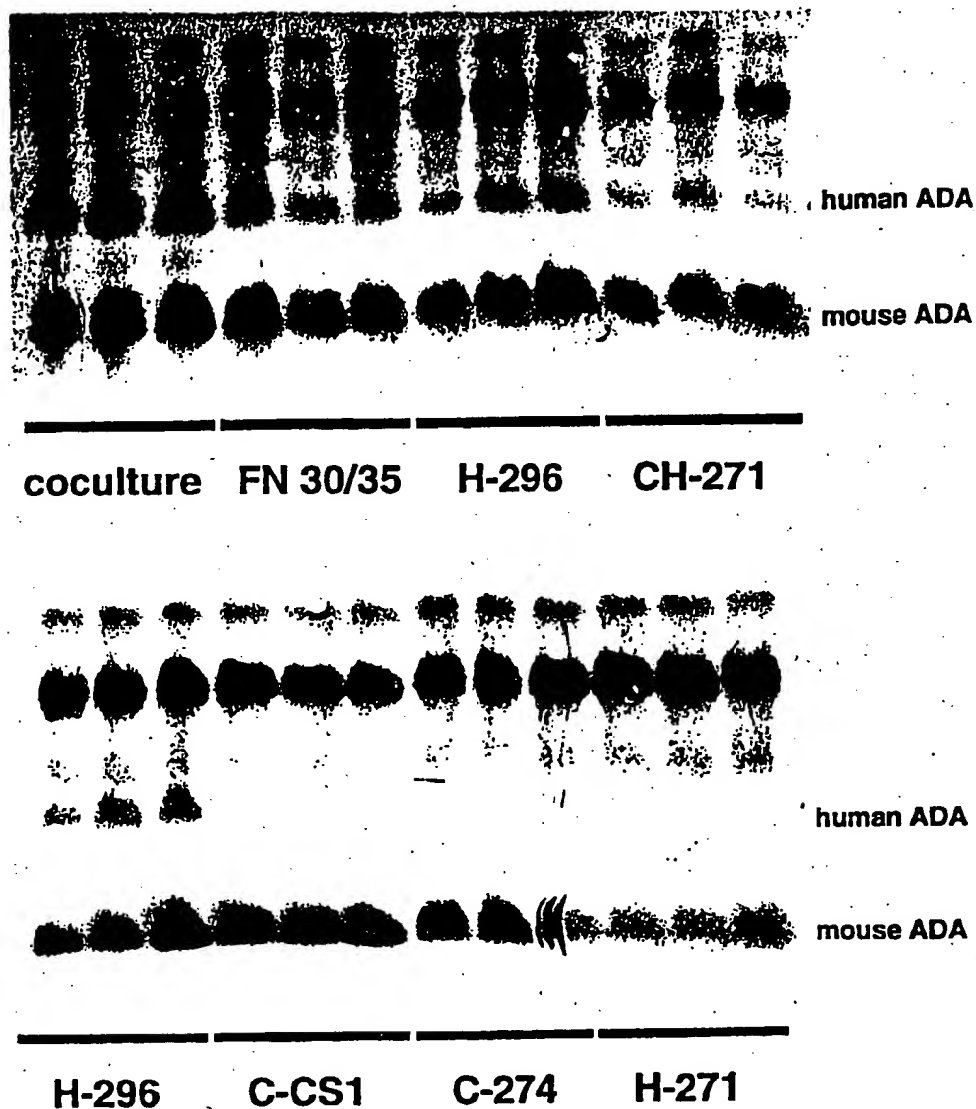 human ADA
mouse ADA
coculture FN 30/35 H-296 CH-271
human ADA
mouse ADA
H-296 C-CS1 C-274 H-271